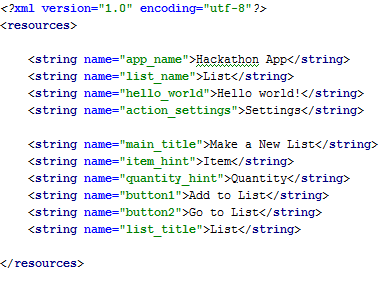 <?xml version="1.0" encoding="utf-8"?>
<resources>
<string name="app_name">Hackathon App</string>
<string name="list_name">List</string>
<string name="hello_world">Hello world!</string>
<string name="action_settings">Settings</string>
<string name="main_title">Make a New List</string>
<string name="item_hint">Item</string>
<string name="quantity_hint">Quantity</string>
<string name="button1">Add to List</string>
<string name="button2">Go to List</string>
<string name="list_title">List</string>
</resources>